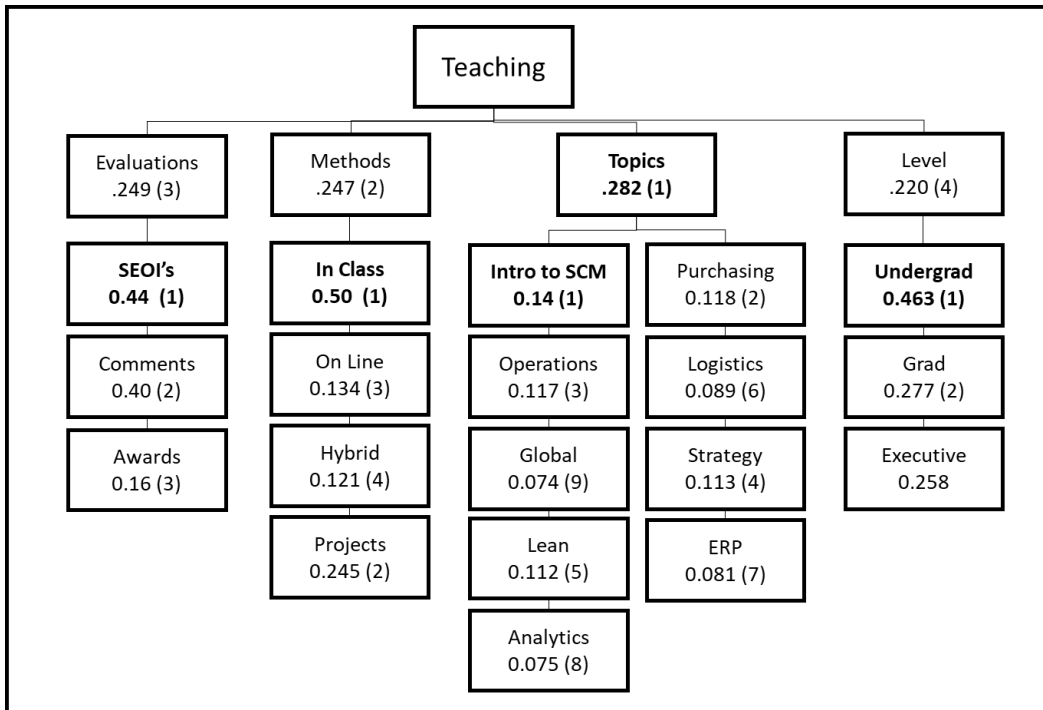 Teaching
Evaluations
.249 (3)
Methods
.247 (2)
Topics
.282 (1)
Level
.220 (4)
SEOI’s
0.44 (1)
In Class
0.50 (1)
Intro to SCM
0.14 (1)
Purchasing
0.118 (2)
Undergrad
0.463 (1)
Comments
0.40 (2)
On Line
0.134 (3)
Operations
0.117 (3)
Logistics
0.089 (6)
Grad
0.277 (2)
Awards
0.16 (3)
Hybrid
0.121 (4)
Global
0.074 (9)
Strategy
0.113 (4)
Executive
0.258
Projects
0.245 (2)
Lean
0.112 (5)
ERP
0.081 (7)
Analytics
0.075 (8)